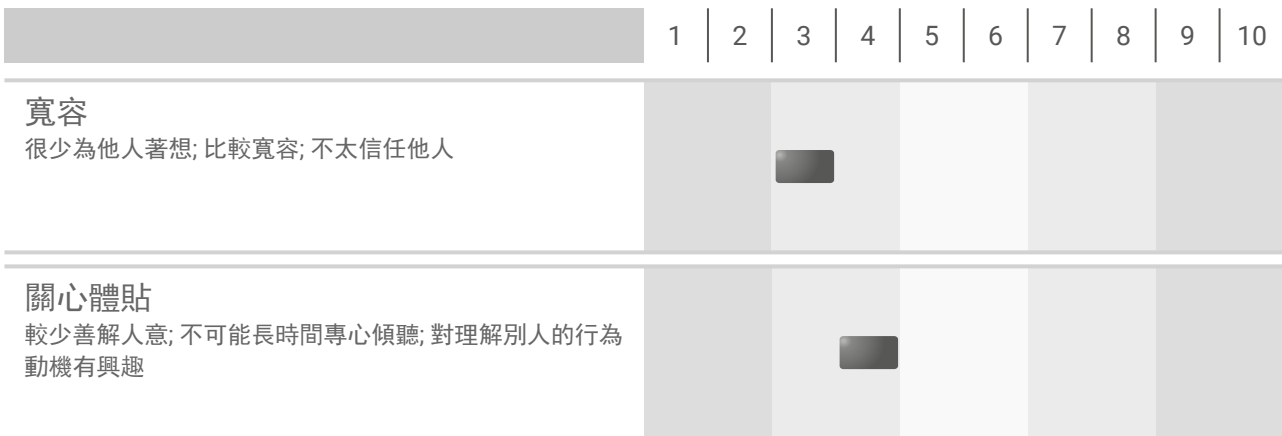 1 2 3 4 5 6 7 8 9 10
寬容
很少為他人著想; 比較寬容; 不太信任他人
關心體貼
較少善解人意; 不可能長時間專心傾聽; 對理解別人的行為
動機有興趣